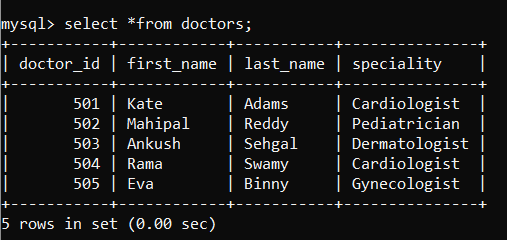 mysql> select *from doctors;
+-----------+------------+-----------+---------------+
| doctor_id | first_name | last_name | speciality    |
+-----------+------------+-----------+---------------+
|       501 | Kate       | Adams     | Cardiologist  |
|       502 | Mahipal    | Reddy     | Pediatrician  |
|       503 | Ankush     | Sehgal    | Dermatologist |
|       504 | Rama       | Swamy     | Cardiologist  |
|       505 | Eva        | Binny     | Gynecologist  |
+-----------+------------+-----------+---------------+
5 rows in set (0.00 sec)